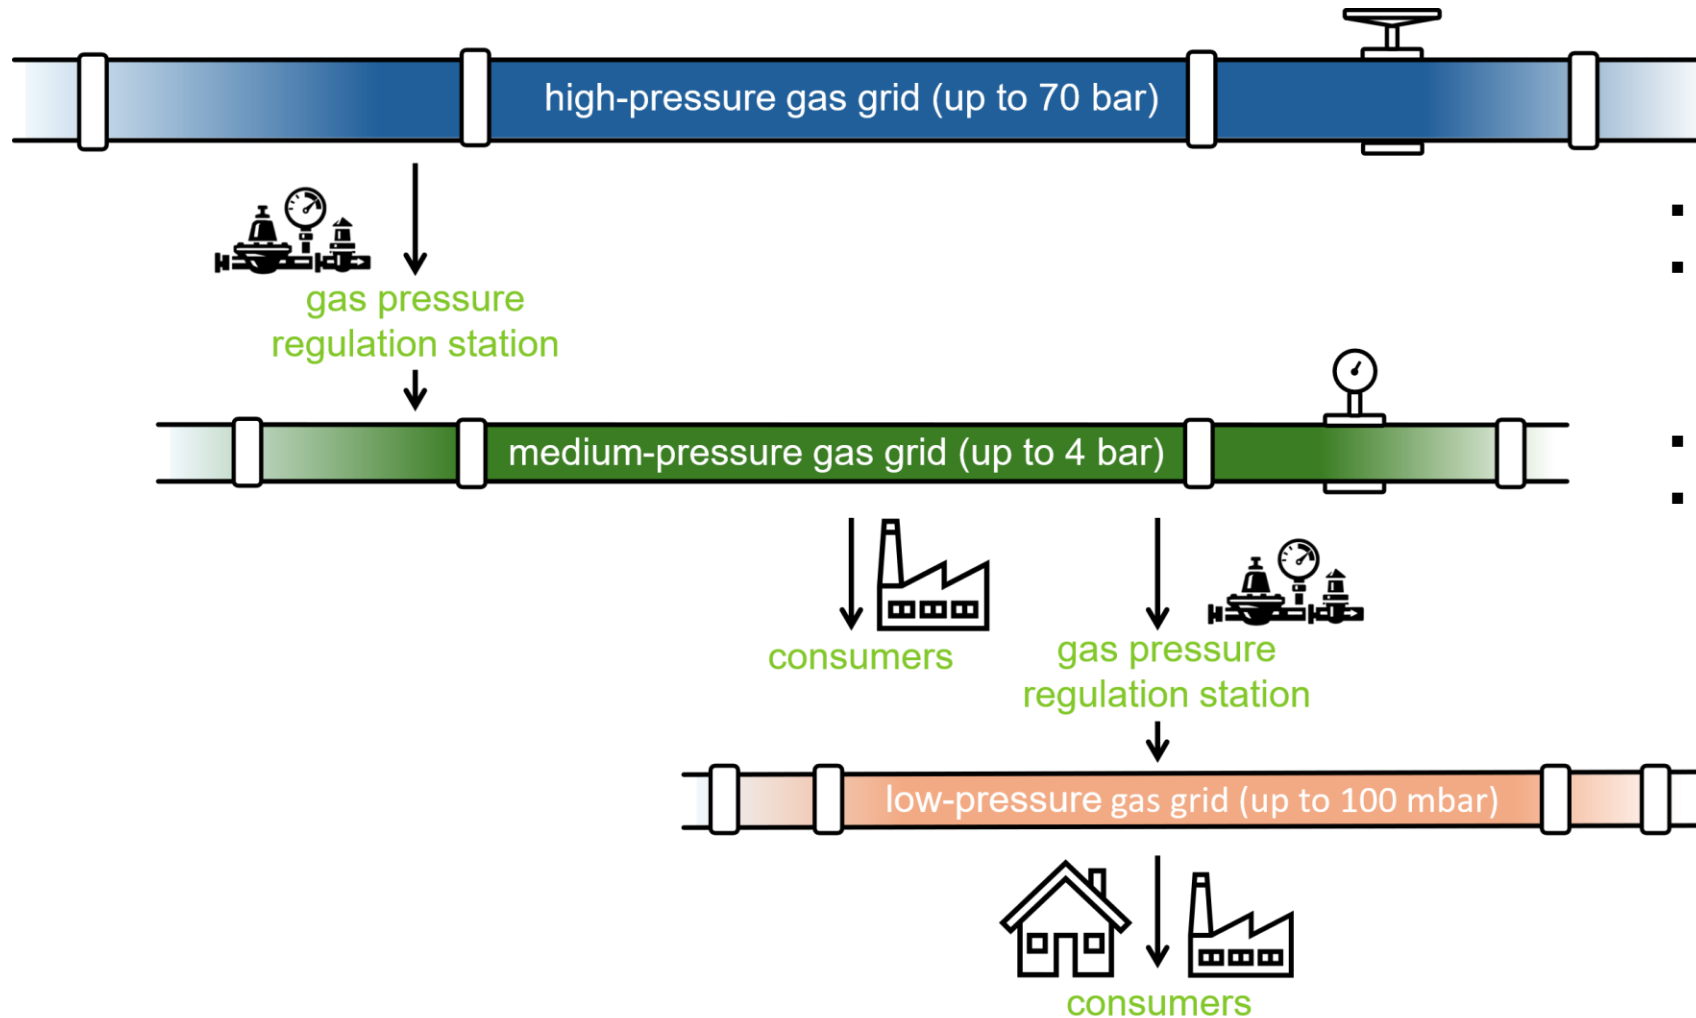 high-pressure gas grid (up to 70 bar)
gas pressure
regulation station
medium-pressure gas grid (up to 4 bar)
consumers
gas pressure
regulation station
low-pressure gas grid (up to 100 mbar)
consumers